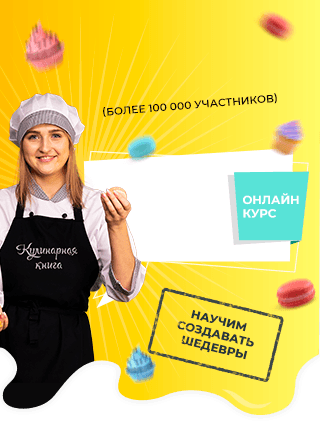 (БОЛЕЕ 100 000 УЧАСТНИКОВ)
ОНЛАЙН
КУРС
Кулинарная
книга
НАУЧИМ
СОЗДАВАТЬ
ШЕДЕВРЫ